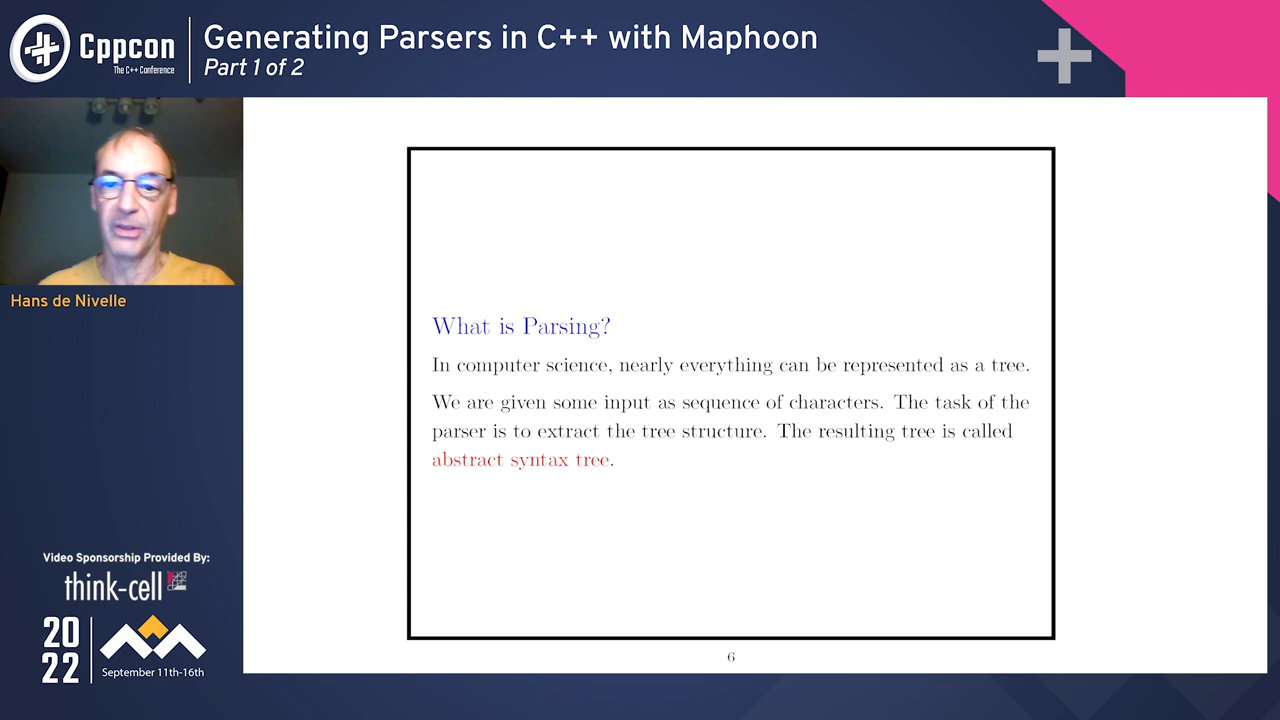 Cppcon
The C++ Conference
Generating Parsers in C++ with Maphoon
Part 1 of 2
Hans de Nivelle
What is Parsing?
In computer science, nearly everything can be represented as a tree.
We are given some input as sequence of characters. The task of the
parser is to extract the tree structure. The resulting tree is called
abstract syntax tree.
6
Video Sponsorship Provided By:
think-cell
20
22
September 11th-16th